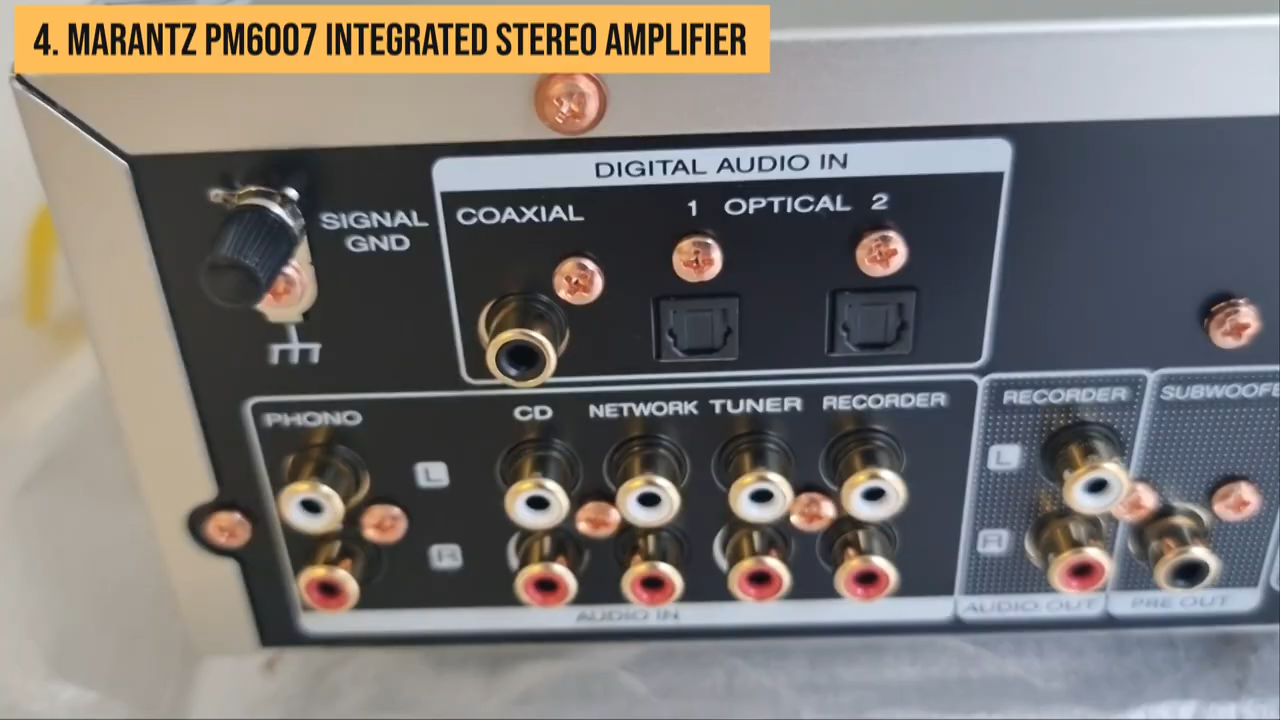 4. MARANTZ PM6007 INTEGRATED STEREO AMPLIFIER
DIGITAL AUDIO IN
SIGNAL
GND
COAXIAL
1 OPTICAL 2
PHONO
CD
NETWORK
TUNER
RECORDER
RECORDER
SUBWOOFE
L
L
R
R
AUDIO IN
AUDIO OUT
PRE OUT